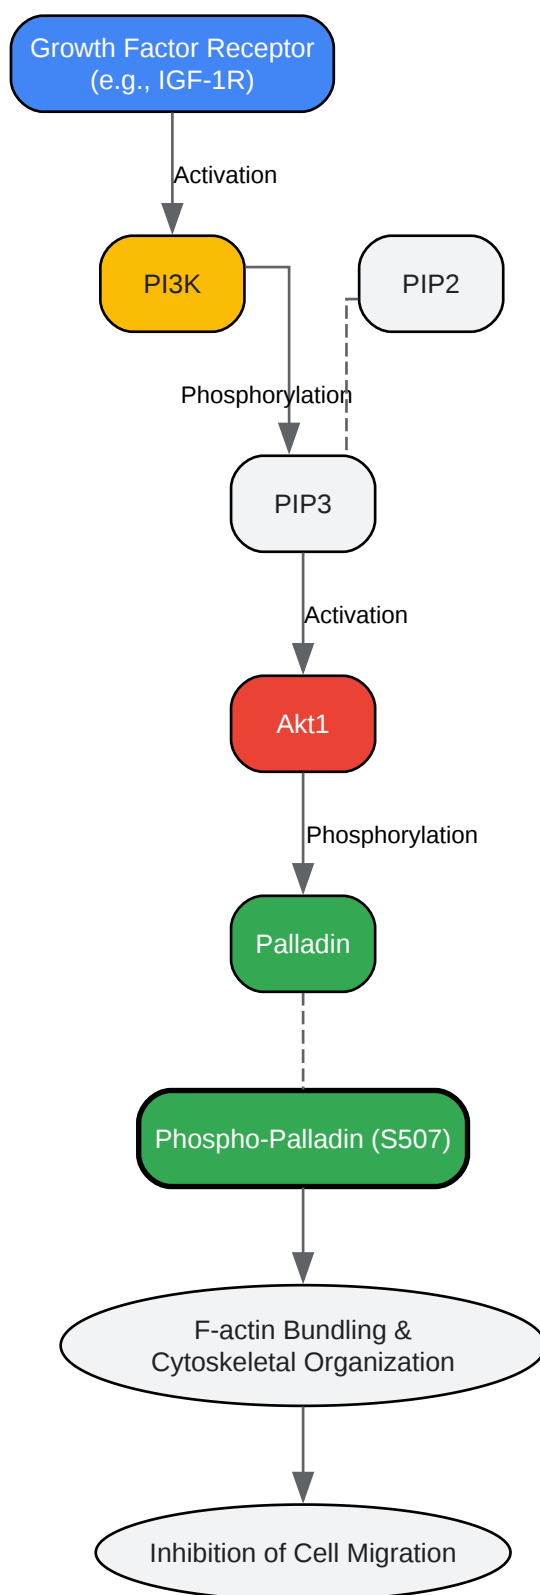 Growth Factor Receptor
(e.g., IGF-1R)
Activation
PI3K
PIP2
Phosphorylation
PIP3
Activation
Akt1
Phosphorylation
Palladin
Phospho-Palladin (S507)
F-actin Bundling &
Cytoskeletal Organization
Inhibition of Cell Migration